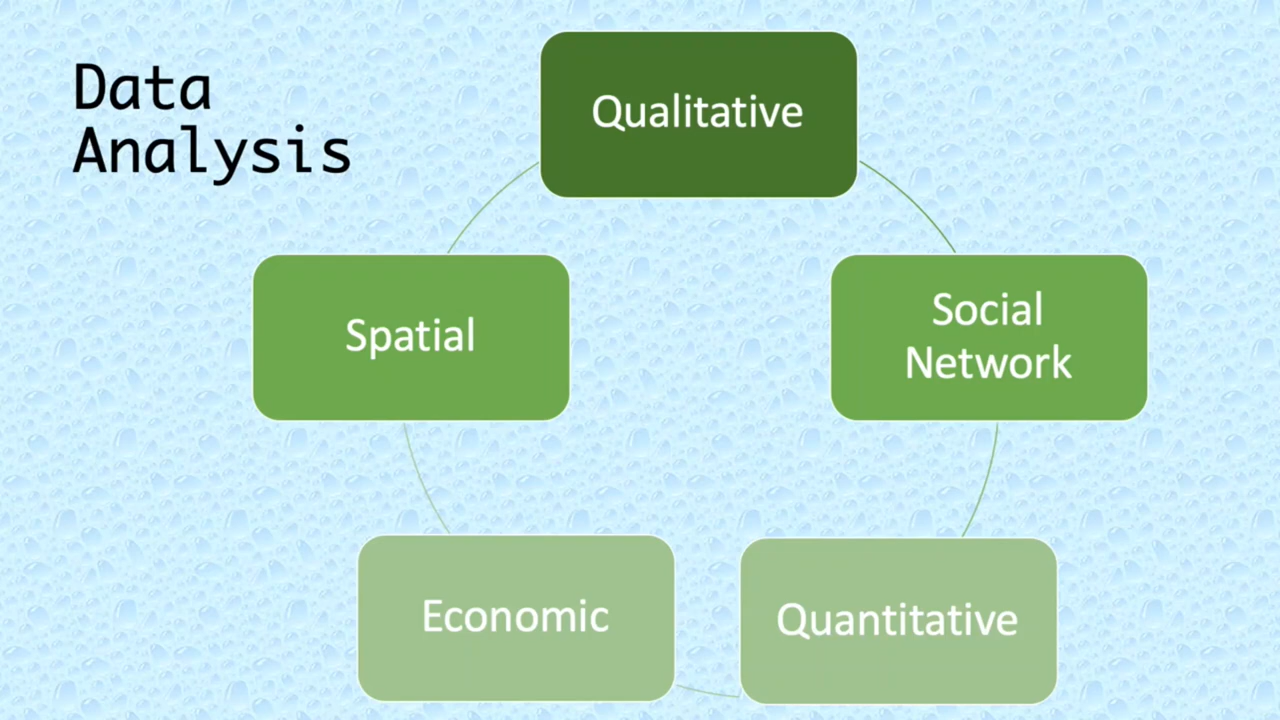 Data
Analysis
Qualitative
Spatial
Social
Network
Economic
Quantitative